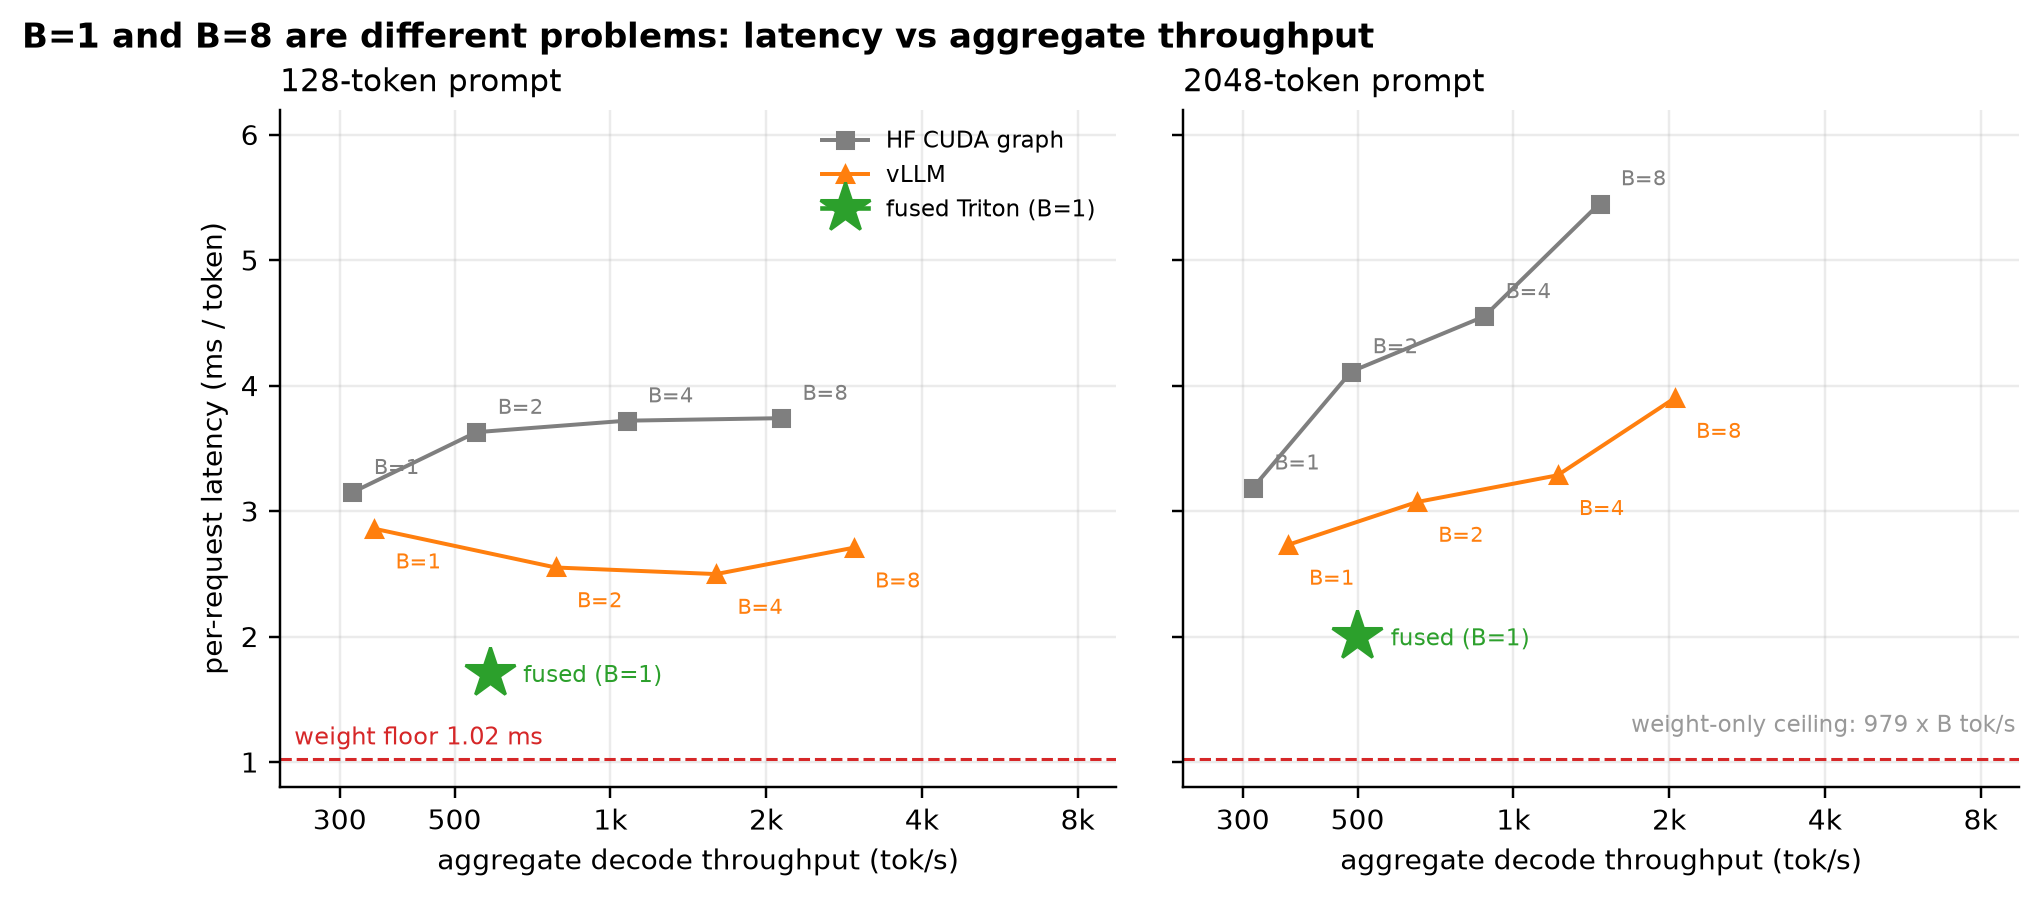 B=1 and B=8 are different problems: latency vs aggregate throughput
128-token prompt
per-request latency (ms / token)
6
5
4
3
2
1
HF CUDA graph
vLLM
fused Triton (B=1)
B=1
B=2
B=4
B=8
B=1
B=2
B=4
B=8
fused (B=1)
weight floor 1.02 ms
300 500 1k 2k 4k 8k
aggregate decode throughput (tok/s)
2048-token prompt
B=1
B=2
B=4
B=8
B=1
B=2
B=4
B=8
fused (B=1)
weight-only ceiling: 979 x B tok/s
300 500 1k 2k 4k 8k
aggregate decode throughput (tok/s)